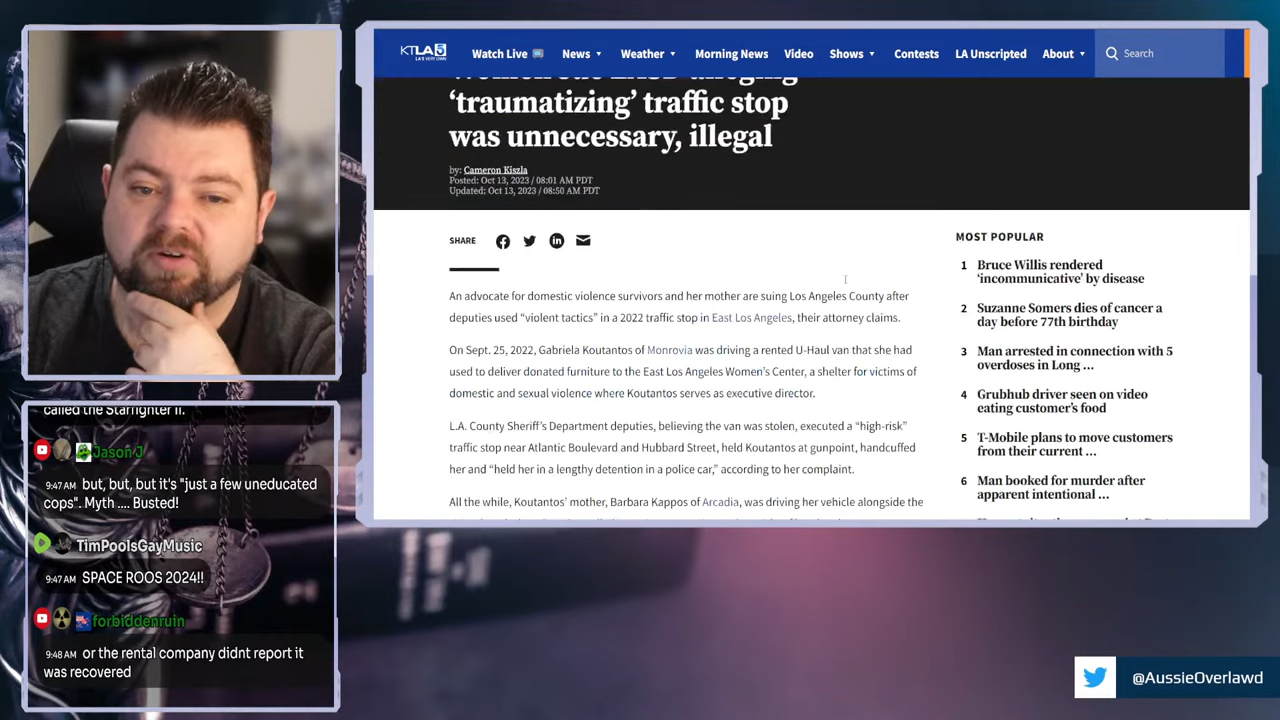 KTLA 5
LA'S VERY OWN
Watch Live
News
Weather
Morning News
Video
Shows
Contests
LA Unscripted
About
Search
‘traumatizing’ traffic stop
was unnecessary, illegal
by: Cameron Kiszla
Posted: Oct 13, 2023 / 08:01 AM PDT
Updated: Oct 13, 2023 / 08:50 AM PDT
SHARE
An advocate for domestic violence survivors and her mother are suing Los Angeles County after
deputies used “violent tactics” in a 2022 traffic stop in East Los Angeles, their attorney claims.
On Sept. 25, 2022, Gabriela Koutantos of Monrovia was driving a rented U-Haul van that she had
used to deliver donated furniture to the East Los Angeles Women’s Center, a shelter for victims of
domestic and sexual violence where Koutantos serves as executive director.
L.A. County Sheriff’s Department deputies, believing the van was stolen, executed a “high-risk”
traffic stop near Atlantic Boulevard and Hubbard Street, held Koutantos at gunpoint, handcuffed
her and “held her in a lengthy detention in a police car,” according to her complaint.
All the while, Koutantos’ mother, Barbara Kappos of Arcadia, was driving her vehicle alongside the
MOST POPULAR
1 Bruce Willis rendered
‘incommunicative’ by disease
2 Suzanne Somers dies of cancer a
day before 77th birthday
3 Man arrested in connection with 5
overdoses in Long ...
4 Grubhub driver seen on video
eating customer’s food
5 T-Mobile plans to move customers
from their current ...
6 Man booked for murder after
apparent intentional ...
called the Starfighter II.
Jason J
9:47 AM but, but, but it's "just a few uneducated
cops". Myth .... Busted!
TimPoolsGayMusic
9:47 AM SPACE ROOS 2024!!
forbiddenruin
9:48 AM or the rental company didnt report it
was recovered
@AussieOverlawd